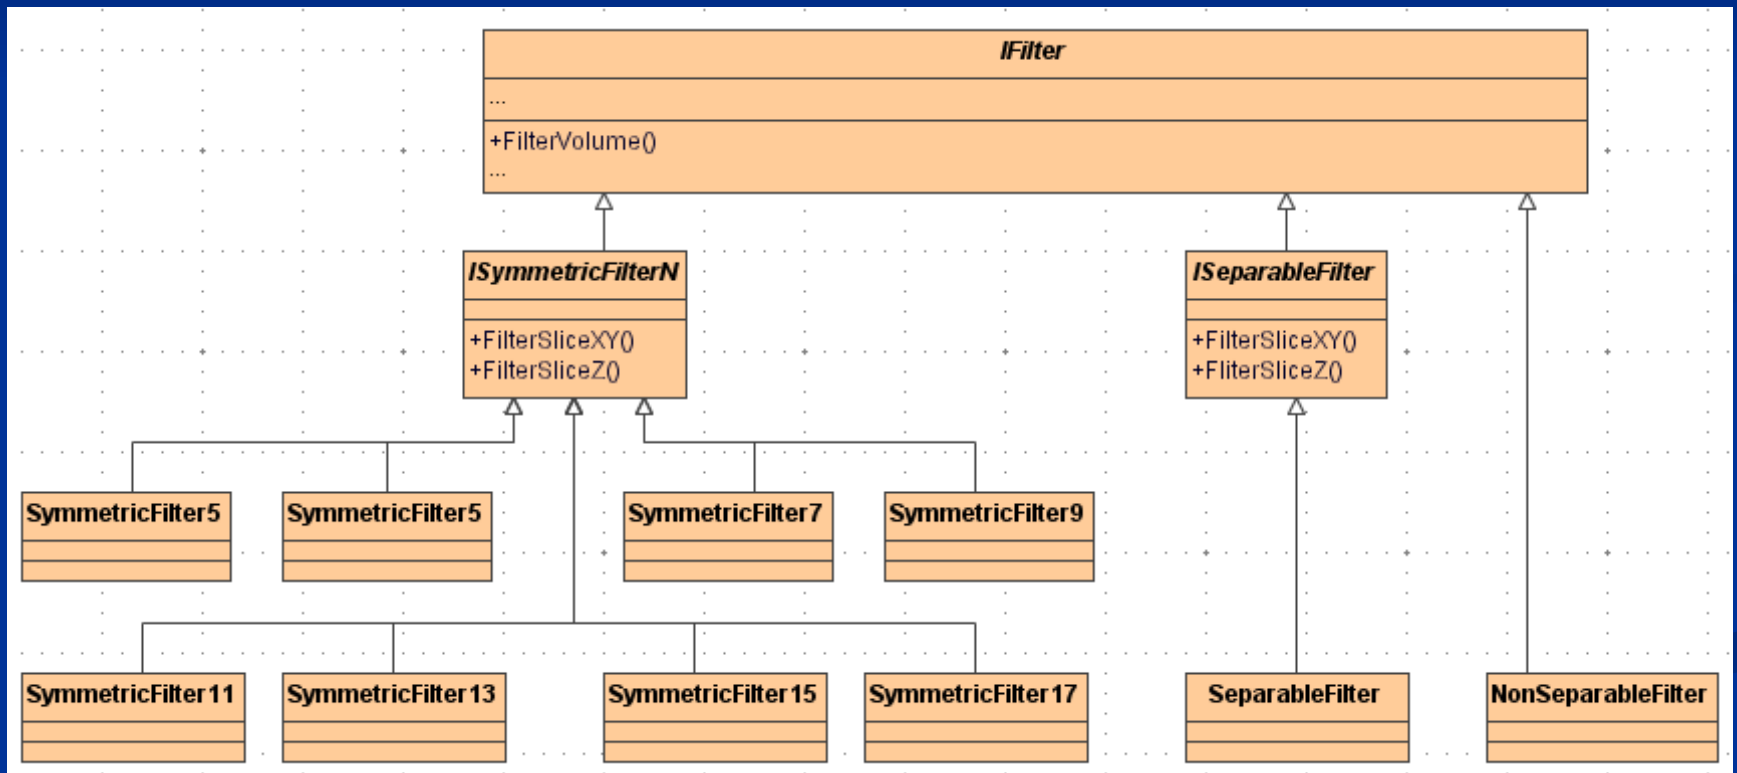 IFilter
...
+FilterVolume()
...
ISymmetricFilterN
+FilterSliceXY()
+FilterSliceZ()
ISeparableFilter
+FilterSliceXY()
+FliterSliceZ()
SymmetricFilter5
SymmetricFilter5
SymmetricFilter7
SymmetricFilter9
SymmetricFilter11
SymmetricFilter13
SymmetricFilter15
SymmetricFilter17
SeparableFilter
NonSeparableFilter